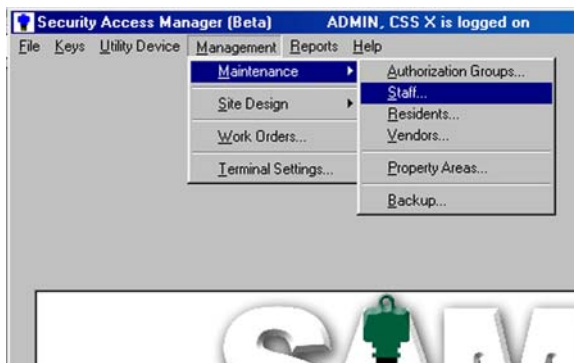 Security Access Manager (Beta) ADMIN, CSS X is logged on
File Keys Utility Device Management Reports Help
Maintenance
Site Design
Work Orders...
Terminal Settings...
Authorization Groups...
Staff...
Residents...
Vendors...
Property Areas...
Backup...
SAM